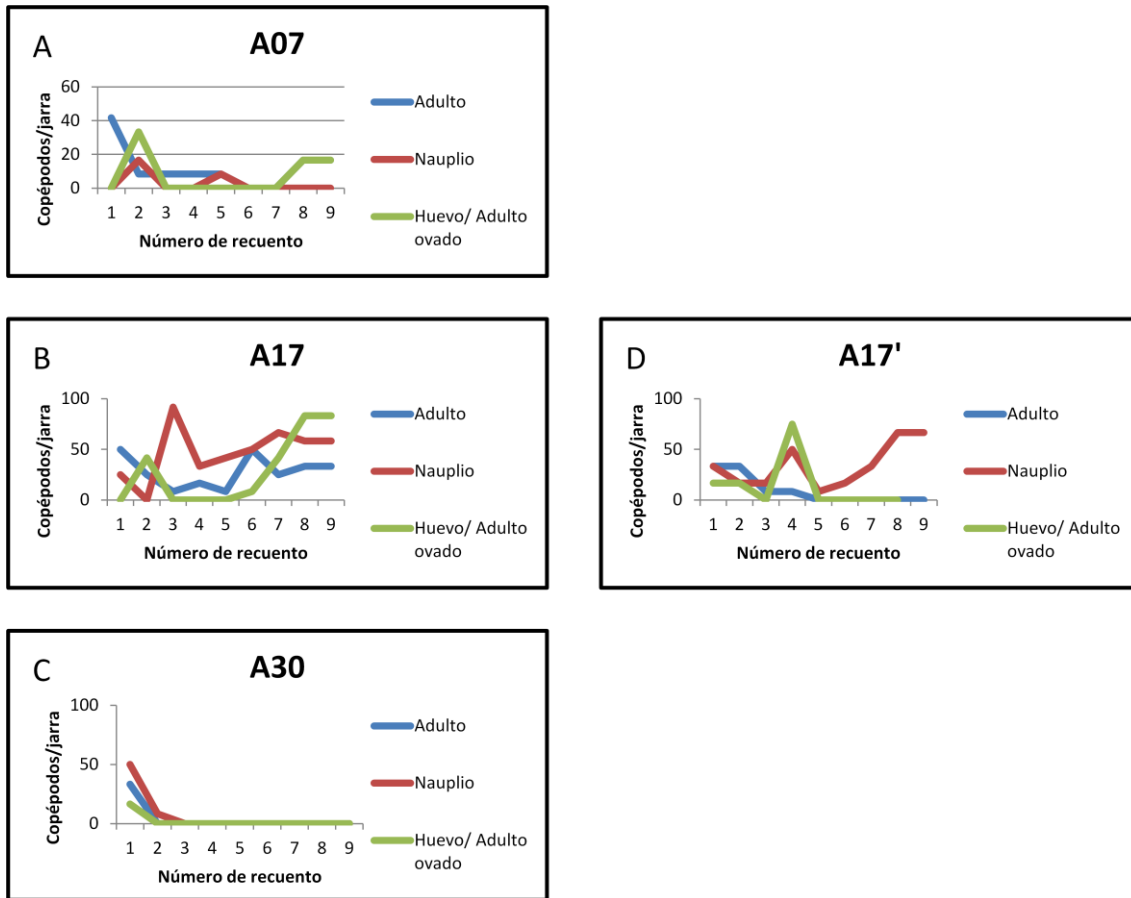 A
A07
60
40
20
0
Copépodos/jarra
1 2 3 4 5 6 7 8 9
Número de recuento
Adulto
Nauplio
Huevo/ Adulto
ovado
B
A17
100
50
0
Copépodos/jarra
1 2 3 4 5 6 7 8 9
Número de recuento
Adulto
Nauplio
Huevo/ Adulto
ovado
D
A17'
100
50
0
Copépodos/jarra
1 2 3 4 5 6 7 8 9
Número de recuento
Adulto
Nauplio
Huevo/ Adulto
ovado
C
A30
100
50
0
Copépodos/jarra
1 2 3 4 5 6 7 8 9
Número de recuento
Adulto
Nauplio
Huevo/ Adulto
ovado